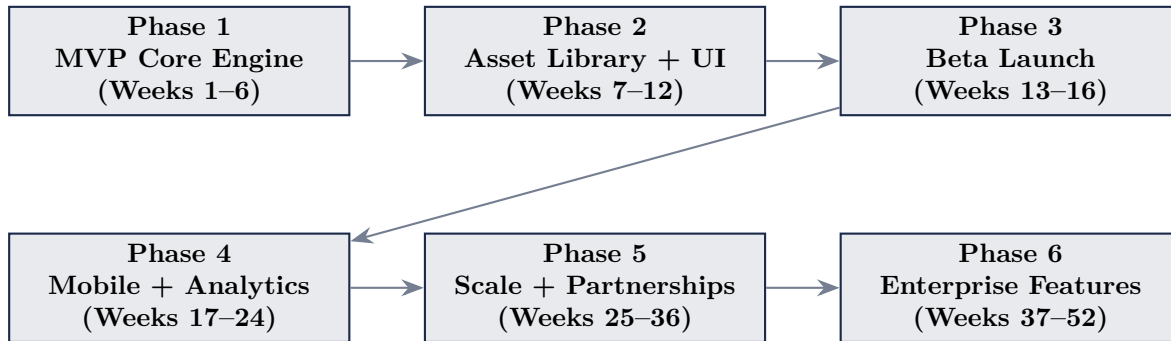 Phase 1
MVP Core Engine
(Weeks 1–6)
Phase 2
Asset Library + UI
(Weeks 7–12)
Phase 3
Beta Launch
(Weeks 13–16)
Phase 4
Mobile + Analytics
(Weeks 17–24)
Phase 5
Scale + Partnerships
(Weeks 25–36)
Phase 6
Enterprise Features
(Weeks 37–52)